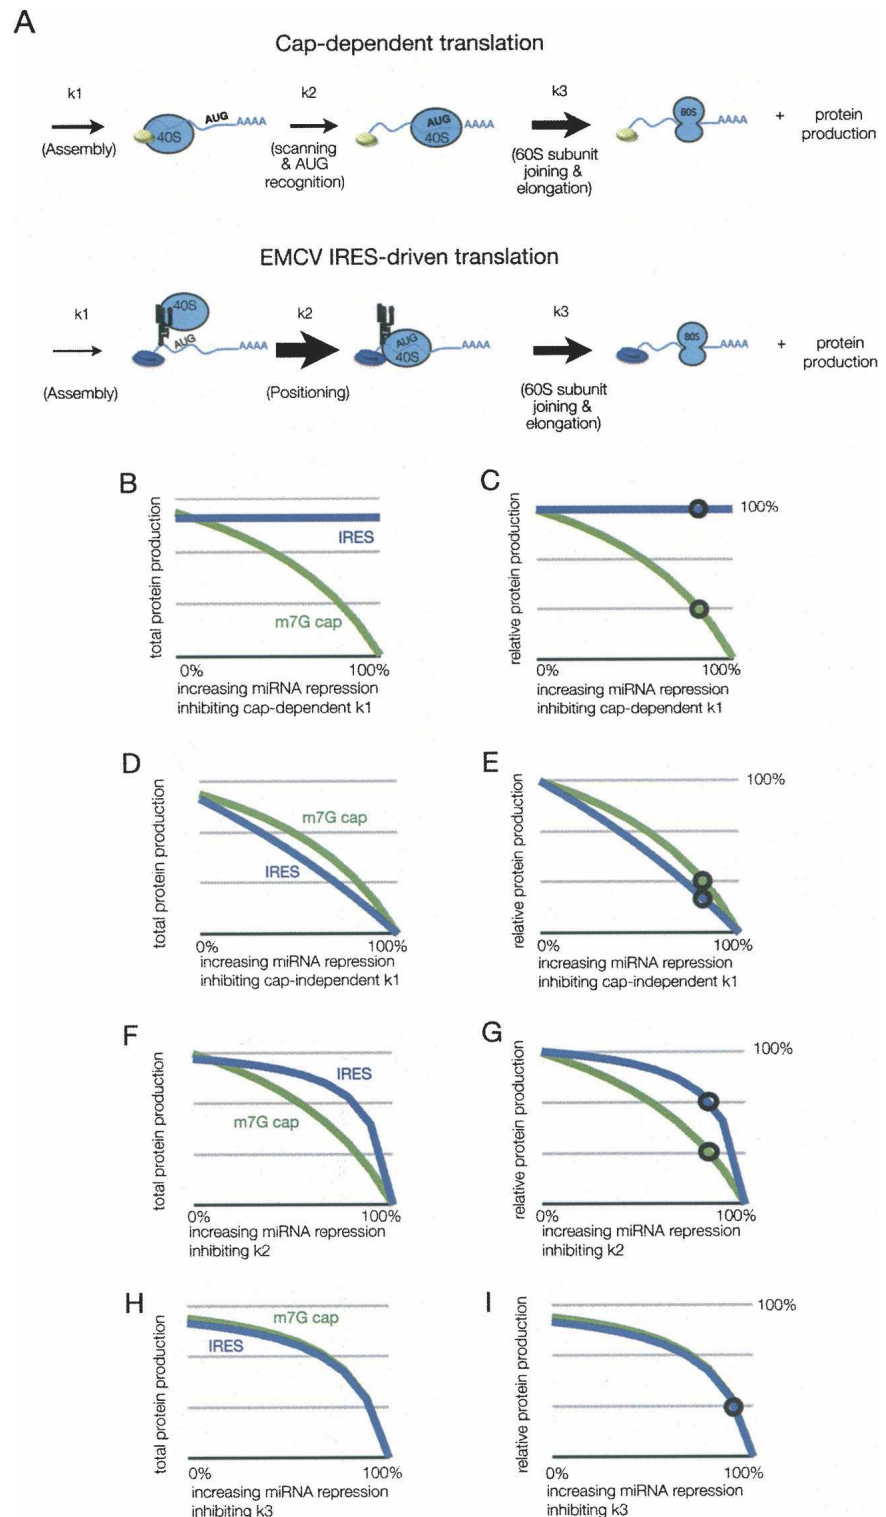 A
Cap-dependent translation
k1
k2
k3
40S
AUG
AAAA
AUG
40S
AAAA
80S
AAAA
+
protein
production
(Assembly)
(scanning
& AUG
recognition)
(60S subunit
joining &
elongation)
EMCV IRES-driven translation
k1
k2
k3
40S
AUG
AAAA
AUG
40S
AAAA
80S
AAAA
+
protein
production
(Assembly)
(Positioning)
(60S subunit
joining &
elongation)
B
total protein production
IRES
m7G cap
0%
100%
increasing miRNA repression
inhibiting cap-dependent k1
C
relative protein production
100%
0%
100%
increasing miRNA repression
inhibiting cap-dependent k1
D
total protein production
m7G cap
IRES
0%
100%
increasing miRNA repression
inhibiting cap-independent k1
E
relative protein production
100%
0%
100%
increasing miRNA repression
inhibiting cap-independent k1
F
total protein production
IRES
m7G cap
0%
100%
increasing miRNA repression
inhibiting k2
G
relative protein production
100%
0%
100%
increasing miRNA repression
inhibiting k2
H
total protein production
m7G cap
IRES
0%
100%
increasing miRNA repression
inhibiting k3
I
relative protein production
100%
0%
100%
increasing miRNA repression
inhibiting k3